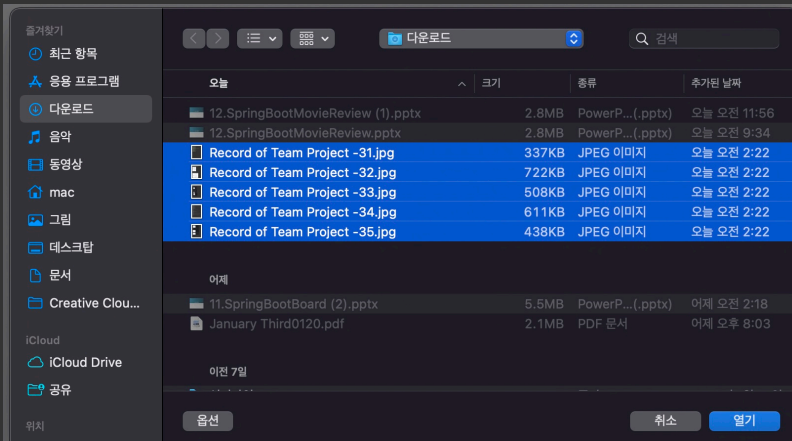 즐겨찾기
최근 항목
응용 프로그램
다운로드
음악
동영상
mac
그림
데스크탑
문서
Creative Clou...
iCloud
iCloud Drive
공유
위치
다운로드
검색
오늘 크기 종류 추가된 날짜
12.SpringBootMovieReview (1).pptx 2.8MB PowerP...(.pptx) 오늘 오전 11:56
12.SpringBootMovieReview.pptx 2.8MB PowerP...(.pptx) 오늘 오전 9:34
Record of Team Project -31.jpg 337KB JPEG 이미지 오늘 오전 2:22
Record of Team Project -32.jpg 722KB JPEG 이미지 오늘 오전 2:22
Record of Team Project -33.jpg 508KB JPEG 이미지 오늘 오전 2:22
Record of Team Project -34.jpg 611KB JPEG 이미지 오늘 오전 2:22
Record of Team Project -35.jpg 438KB JPEG 이미지 오늘 오전 2:22
어제
11.SpringBootBoard (2).pptx 5.5MB PowerP...(.pptx) 어제 오전 2:18
January Third0120.pdf 2.1MB PDF 문서 어제 오후 8:03
이전 7일
옵션 취소 열기